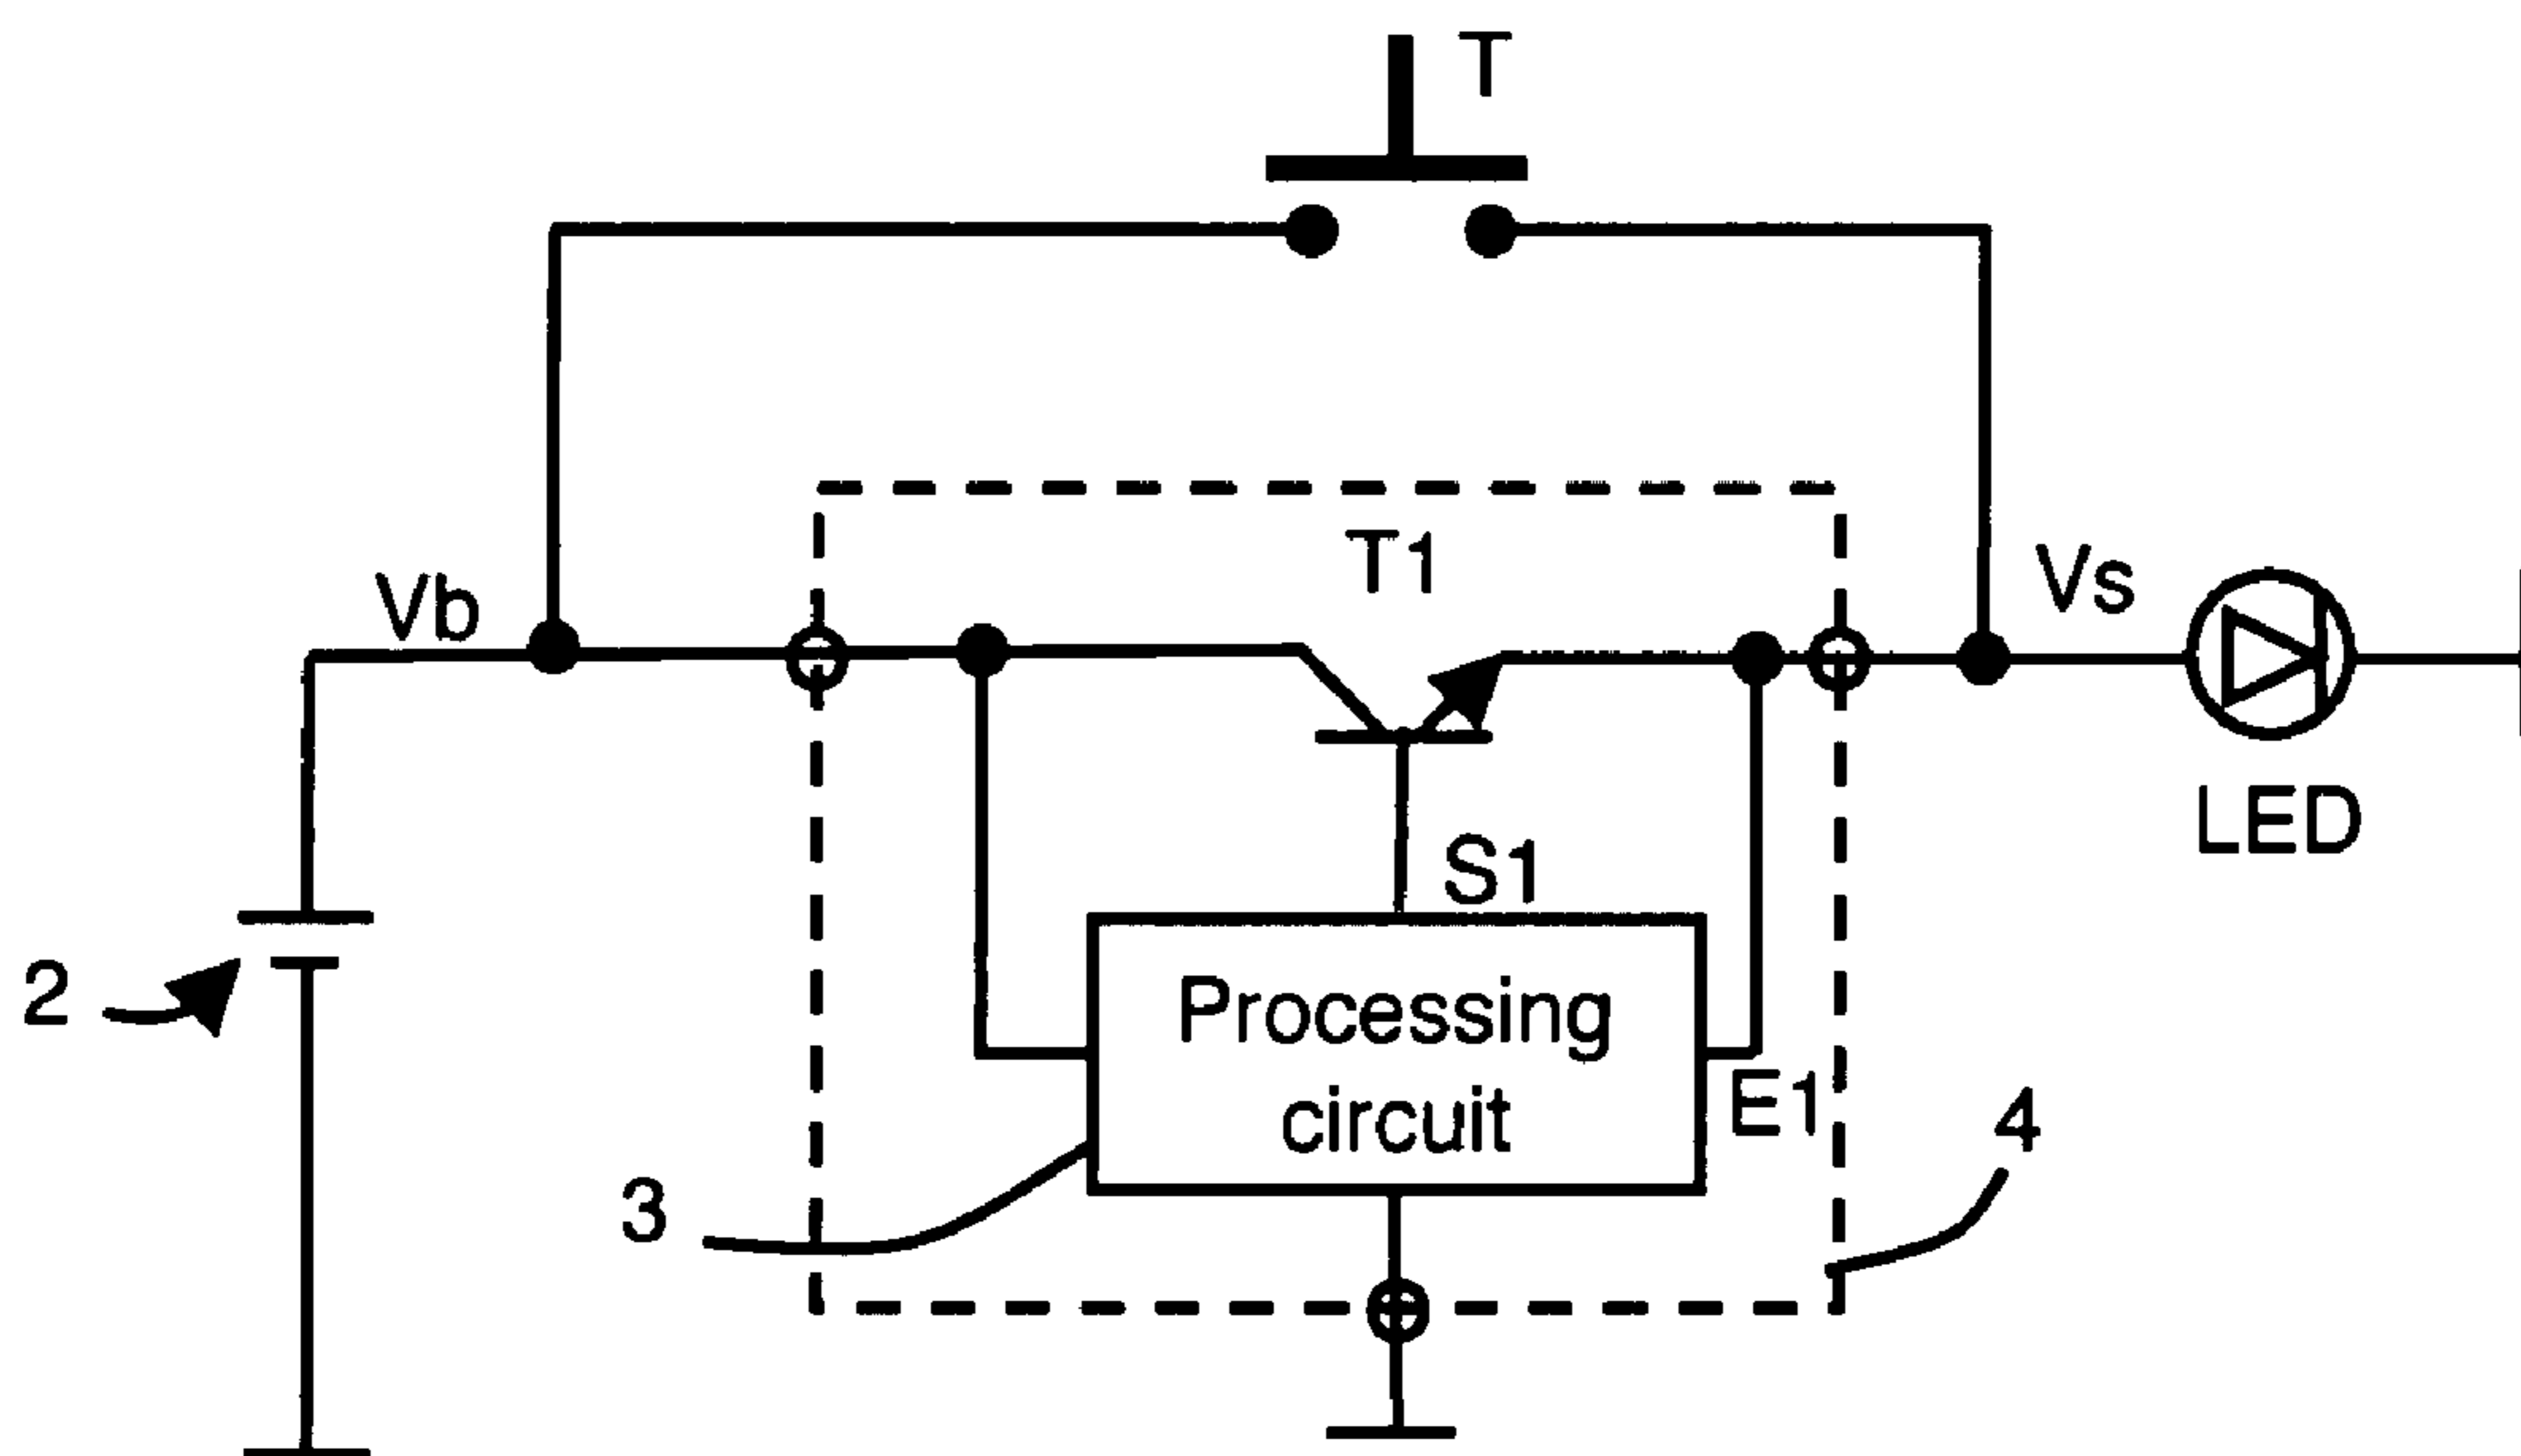 T
T1
Vb
Vs
LED
S1
2
Processing
circuit
E1
4
3